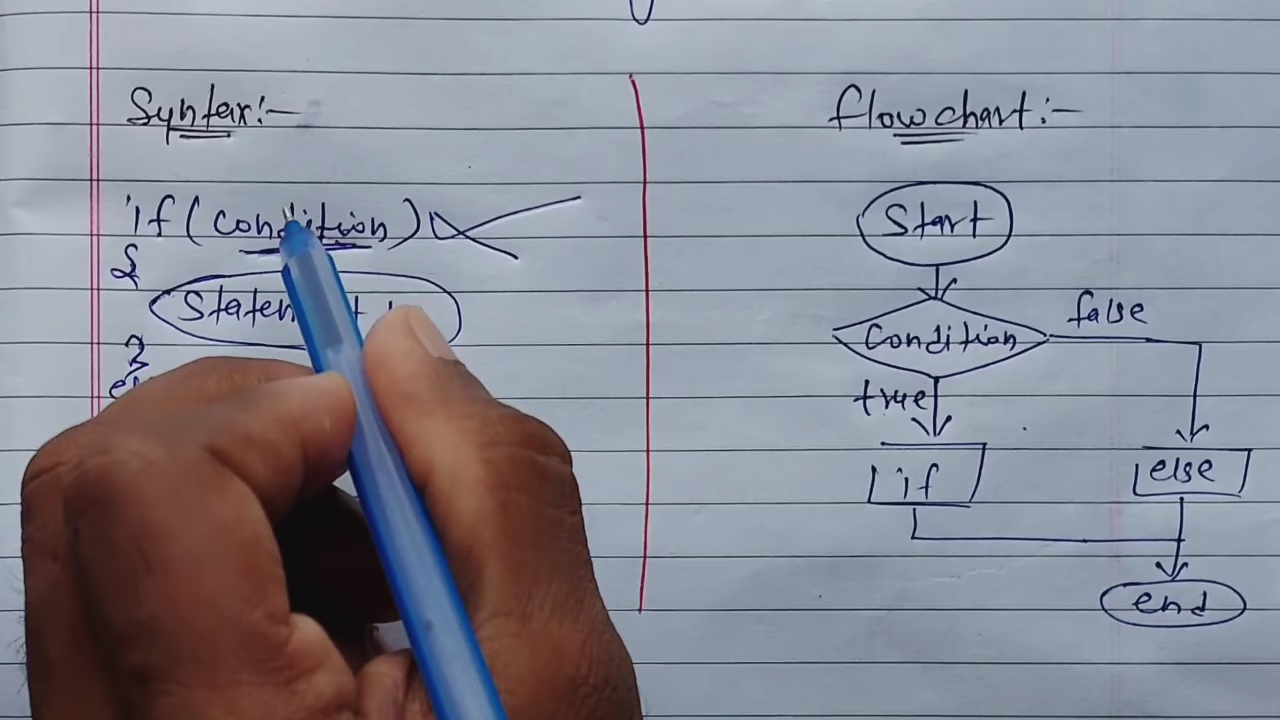 Syntax:-
if (condition)
{
}
Flowchart:-
Start
Condition
false
true
if
else
end